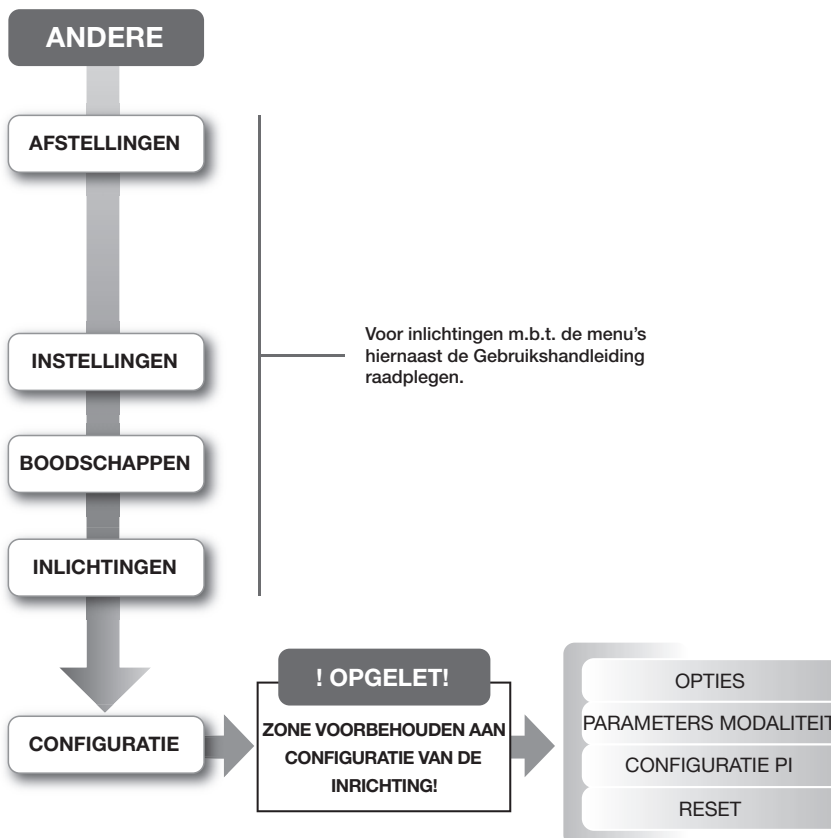 ANDERE
AFSTELLINGEN
Voor inlichtingen m.b.t. de menu's
hiernaast de Gebruikshandleiding
raadplegen.
INSTELLINGEN
BOODSCHAPPEN
INLICHTINGEN
CONFIGURATIE
! OPGELET!
ZONE VOORBEHOUDEN AAN
CONFIGURATIE VAN DE
INRICHTING!
OPTIES
PARAMETERS MODALITEIT
CONFIGURATIE PI
RESET